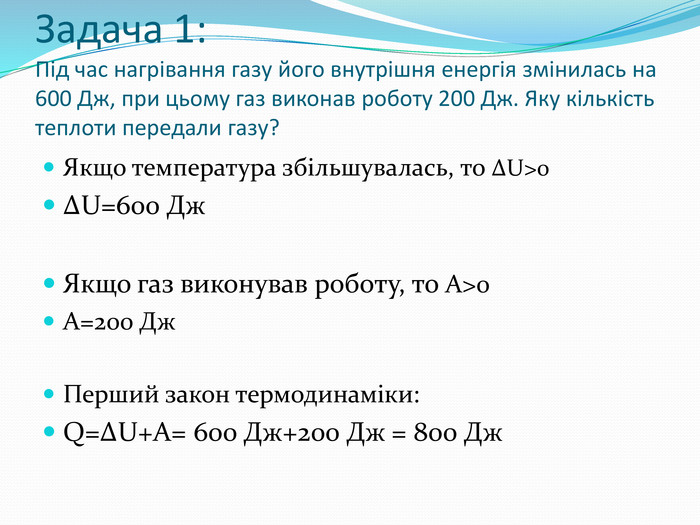 Задача 1:
Під час нагрівання газу його внутрішня енергія змінилась на
600 Дж, при цьому газ виконав роботу 200 Дж. Яку кількість
теплоти передали газу?
• Якщо температура збільшувалась, то ΔU>0
• ΔU=600 Дж
• Якщо газ виконував роботу, то A>0
• A=200 Дж
• Перший закон термодинаміки:
• Q=ΔU+A= 600 Дж+200 Дж = 800 Дж